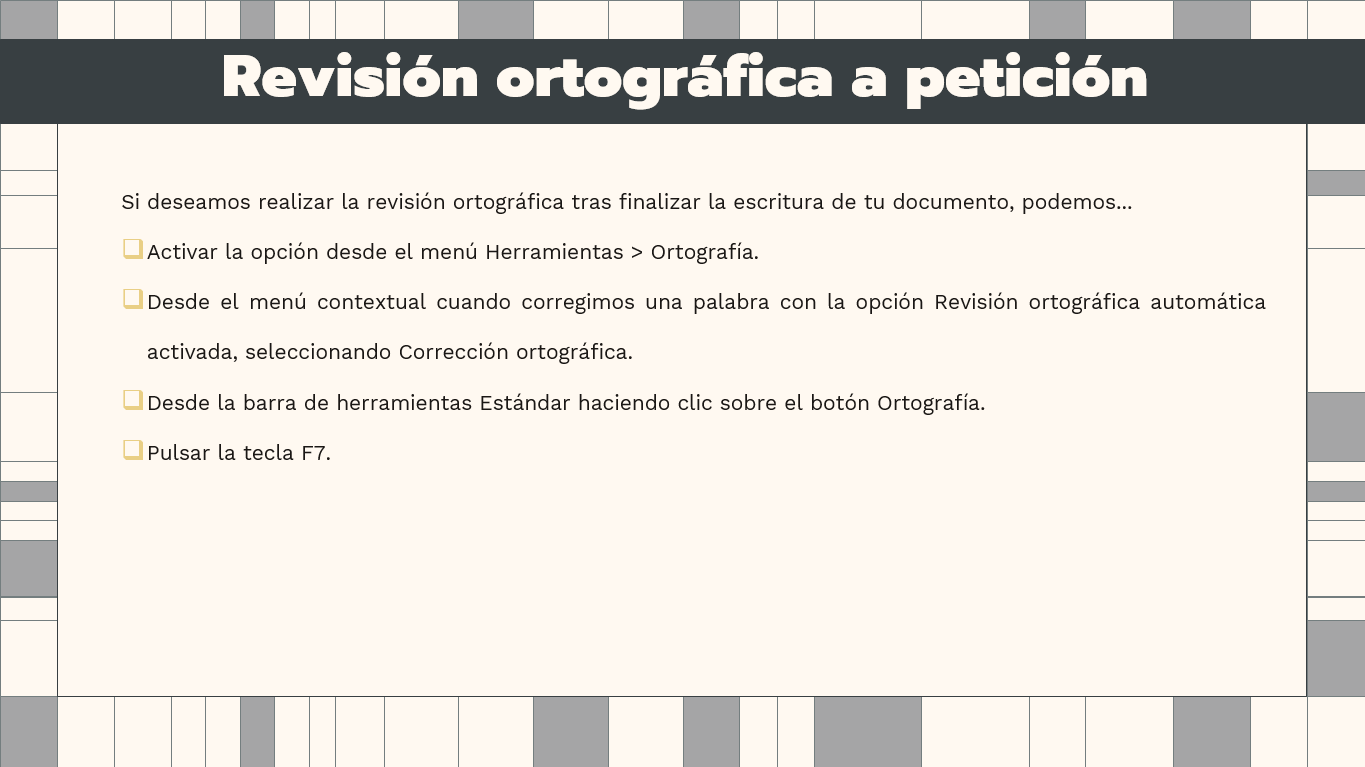 Revisión ortográfica a petición
Si deseamos realizar la revisión ortográfica tras finalizar la escritura de tu documento, podemos...
Activar la opción desde el menú Herramientas > Ortografía.
Desde el menú contextual cuando corregimos una palabra con la opción Revisión ortográfica automática
activada, seleccionando Corrección ortográfica.
Desde la barra de herramientas Estándar haciendo clic sobre el botón Ortografía.
Pulsar la tecla F7.